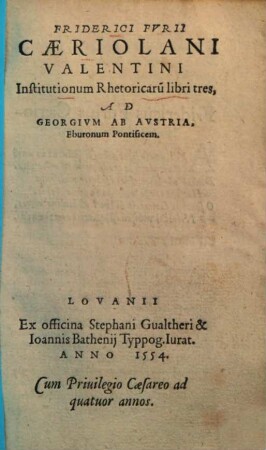 FRIDERICI FVRII
CÆRIOLANI
VALENTINI
Institutionum Rhetoricarũ libri tres,
AD
GEORGIVM AB AVSTRIA.
Eburonum Pontificem.
LOVANII
Ex officina Stephani Gualtheri &
Ioannis Bathenij Typpog. Iurat.
ANNO 1554.
Cum Priuilegio Cæsareo ad
quatuor annos.